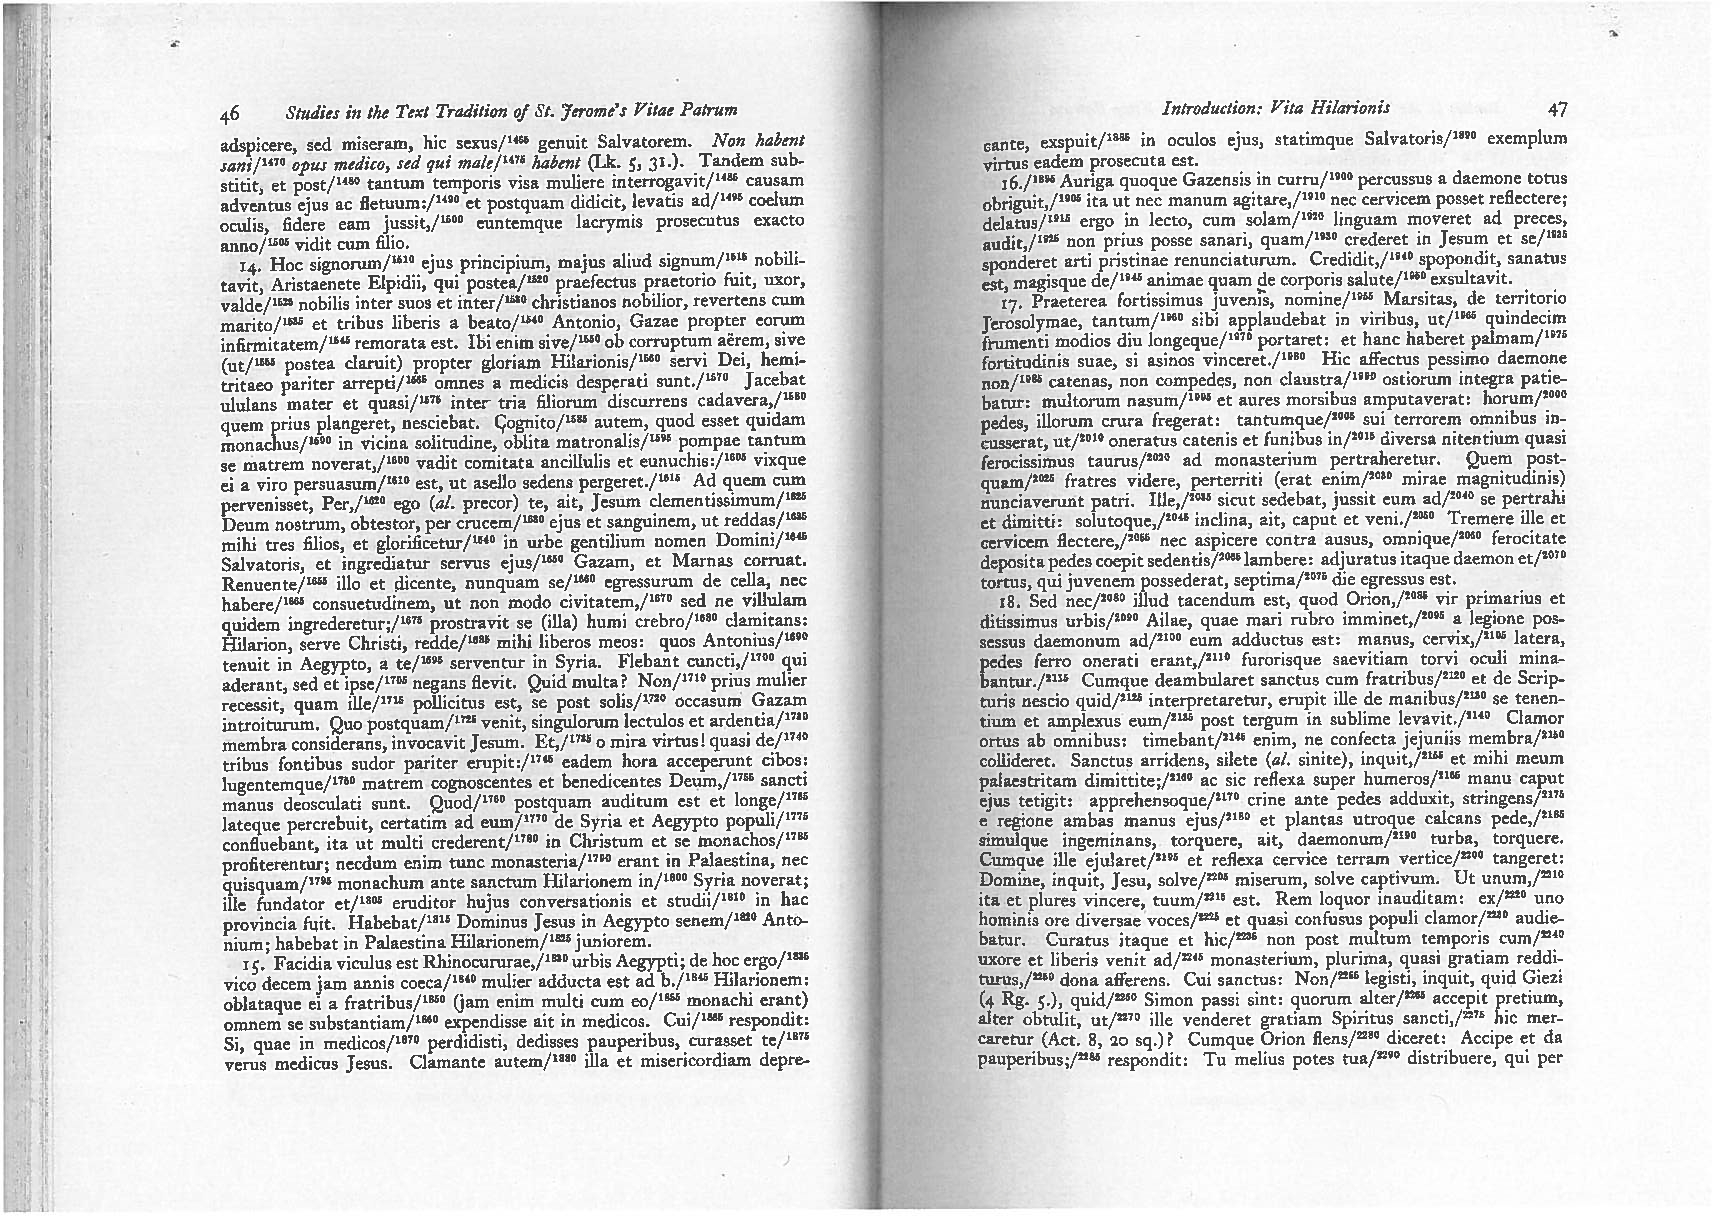 46 Studies in the Text Tradition of St. Jerome's Vitae Patrum
adspicere, sed miseram, hic sexus/1465 genuit Salvatorem. Non habent
sani/1470 opus medico, sed qui male/1475 habent (Lk. 5, 31.). Tandem sub-
stitit, et post/1480 tantum temporis visa muliere interrogavit/1485 causam
adventus ejus ac fletuum:/1490 et postquam didicit, levatis ad/1495 coelum
oculis, fidere eam jussit,/1500 euntemque lacrymis prosecutus exacto
anno/1505 vidit cum filio.
14. Hoc signorum/1510 ejus principium, majus aliud signum/1515 nobili-
tavit, Aristaenete Elpidii, qui postea/1520 praefectus praetorio fuit, uxor,
valde/1525 nobilis inter suos et inter/1530 christianos nobilior, revertens cum
marito/1535 et tribus liberis a beato/1540 Antonio, Gazae propter eorum
infirmitatem/1545 remorata est. Ibi enim sive/1550 ob corruptum aërem, sive
(ut/1555 postea claruit) propter gloriam Hilarionis/1560 servi Dei, hemi-
tritaeo pariter arrepti/1565 omnes a medicis desperati sunt./1570 Jacebat
ululans mater et quasi/1575 inter tria filiorum discurrens cadavera,/1580
quem prius plangeret, nesciebat. Cognito/1585 autem, quod esset quidam
monachus/1590 in vicina solitudine, oblita matronalis/1595 pompae tantum
se matrem noverat,/1600 vadit comitata ancillulis et eunuchis:/1605 vixque
ei a viro persuasum/1610 est, ut asello sedens pergeret./1615 Ad quem cum
pervenisset, Per,/1620 ego (al. precor) te, ait, Jesum clementissimum/1625
Deum nostrum, obtestor, per crucem/1630 ejus et sanguinem, ut reddas/1635
mihi tres filios, et glorificetur/1640 in urbe gentilium nomen Domini/1645
Salvatoris, et ingrediatur servus ejus/1650 Gazam, et Marnas corruat.
Renuente/1655 illo et dicente, nunquam se/1660 egressurum de cella, nec
habere/1665 consuetudinem, ut non modo civitatem,/1670 sed ne villulam
quidem ingrederetur;/1675 prostravit se (illa) humi crebro/1680 clamitans:
Hilarion, serve Christi, redde/1685 mihi liberos meos: quos Antonius/1690
tenuit in Aegypto, a te/1695 serventur in Syria. Flebant cuncti,/1700 qui
aderant, sed et ipse/1705 negans flevit. Quid multa? Non/1710 prius mulier
recessit, quam ille/1715 pollicitus est, se post solis/1720 occasum Gazam
introiturum. Quo postquam/1725 venit, singulorum lectulos et ardentia/1730
membra considerans, invocavit Jesum. Et,/1735 o mira virtus! quasi de/1740
tribus fontibus sudor pariter erupit:/1745 eadem hora acceperunt cibos:
lugentemque/1750 matrem cognoscentes et benedicentes Deum,/1755 sancti
manus deosculati sunt. Quod/1760 postquam auditum est et longe/1765
lateque percrebuit, certatim ad eum/1770 de Syria et Aegypto populi/1775
confluebant, ita ut multi crederent/1780 in Christum et se monachos/1785
profiterentur; necdum enim tunc monasteria/1790 erant in Palaestina, nec
quisquam/1795 monachum ante sanctum Hilarionem in/1800 Syria noverat;
ille fundator et/1805 eruditor hujus conversationis et studii/1810 in hac
provincia fuit. Habebat/1815 Dominus Jesus in Aegypto senem/1820 Anto-
nium; habebat in Palaestina Hilarionem/1825 juniorem.
15. Facidia viculus est Rhinocururae,/1830 urbis Aegypti; de hoc ergo/1835
vico decem jam annis coeca/1840 mulier adducta est ad b./1845 Hilarionem:
oblataque ei a fratribus/1850 (jam enim multi cum eo/1855 monachi erant)
omnem se substantiam/1860 expendisse ait in medicos. Cui/1865 respondit:
Si, quae in medicos/1870 perdidisti, dedisses pauperibus, curasset te/1875
verus medicus Jesus. Clamante autem/1880 illa et misericordiam depre-
Introduction: Vita Hilarionis 47
cante, exspuit/1885 in oculos ejus, statimque Salvatoris/1890 exemplum
virtus eadem prosecuta est.
16./1895 Auriga quoque Gazensis in curru/1900 percussus a daemone totus
obriguit,/1905 ita ut nec manum agitare,/1910 nec cervicem posset reflectere;
delatus/1915 ergo in lecto, cum solam/1920 linguam moveret ad preces,
audit,/1925 non prius posse sanari, quam/1930 crederet in Jesum et se/1935
sponderet arti pristinae renunciaturum. Credidit,/1940 spopondit, sanatus
est, magisque de/1945 animae quam de corporis salute/1950 exsultavit.
17. Praeterea fortissimus juvenis, nomine/1955 Marsitas, de territorio
Jerosolymae, tantum/1960 sibi applaudebat in viribus, ut/1965 quindecim
frumenti modios diu longeque/1970 portaret: et hanc haberet palmam/1975
fortitudinis suae, si asinos vinceret./1980 Hic affectus pessimo daemone
non/1985 catenas, non compedes, non claustra/1990 ostiorum integra patie-
batur: multorum nasum/1995 et aures morsibus amputaverat: horum/2000
pedes, illorum crura fregerat: tantumque/2005 sui terrorem omnibus in-
cusserat, ut/2010 oneratus catenis et funibus in/2015 diversa nitentium quasi
ferocissimus taurus/2020 ad monasterium pertraheretur. Quem post-
quam/2025 fratres videre, perterriti (erat enim/2030 mirae magnitudinis)
nunciaverunt patri. Ille,/2035 sicut sedebat, jussit eum ad/2040 se pertrahi
et dimitti: solutoque,/2045 inclina, ait, caput et veni./2050 Tremere ille et
cervicem flectere,/2055 nec aspicere contra ausus, omnique/2060 ferocitate
deposita pedes coepit sedentis/2065 lambere: adjuratus itaque daemon et/2070
tortus, qui juvenem possederat, septima/2075 die egressus est.
18. Sed nec/2080 illud tacendum est, quod Orion,/2085 vir primarius et
ditissimus urbis/2090 Ailae, quae mari rubro imminet,/2095 a legione pos-
sessus daemonum ad/2100 eum adductus est: manus, cervix,/2105 latera,
pedes ferro onerati erant,/2110 furorisque saevitiam torvi oculi mina-
bantur./2115 Cumque deambularet sanctus cum fratribus/2120 et de Scrip-
turis nescio quid/2125 interpretaretur, erupit ille de manibus/2130 se tenen-
tium et amplexus eum/2135 post tergum in sublime levavit./2140 Clamor
ortus ab omnibus: timebant/2145 enim, ne confecta jejuniis membra/2150
collideret. Sanctus arridens, silete (al. sinite), inquit,/2155 et mihi meum
palaestritam dimittite;/2160 ac sic reflexa super humeros/2165 manu caput
ejus tetigit: apprehensoque/2170 crine ante pedes adduxit, stringens/2175
e regione ambas manus ejus/2180 et plantas utroque calcans pede,/2185
simulque ingeminans, torquere, ait, daemonum/2190 turba, torquere.
Cumque ille ejularet/2195 et reflexa cervice terram vertice/2200 tangeret:
Domine, inquit, Jesu, solve/2205 miserum, solve captivum. Ut unum,/2210
ita et plures vincere, tuum/2215 est. Rem loquor inauditam: ex/2220 uno
hominis ore diversae voces/2225 et quasi confusus populi clamor/2230 audie-
batur. Curatus itaque et hic/2235 non post multum temporis cum/2240
uxore et liberis venit ad/2245 monasterium, plurima, quasi gratiam reddi-
turus,/2250 dona afferens. Cui sanctus: Non/2255 legisti, inquit, quid Giezi
(4 Rg. 5.), quid/2260 Simon passi sint: quorum alter/2265 accepit pretium,
alter obtulit, ut/2270 ille venderet gratiam Spiritus sancti,/2275 hic mer-
caretur (Act. 8, 20 sq.)? Cumque Orion flens/2280 diceret: Accipe et da
pauperibus;/2285 respondit: Tu melius potes tua/2290 distribuere, qui per